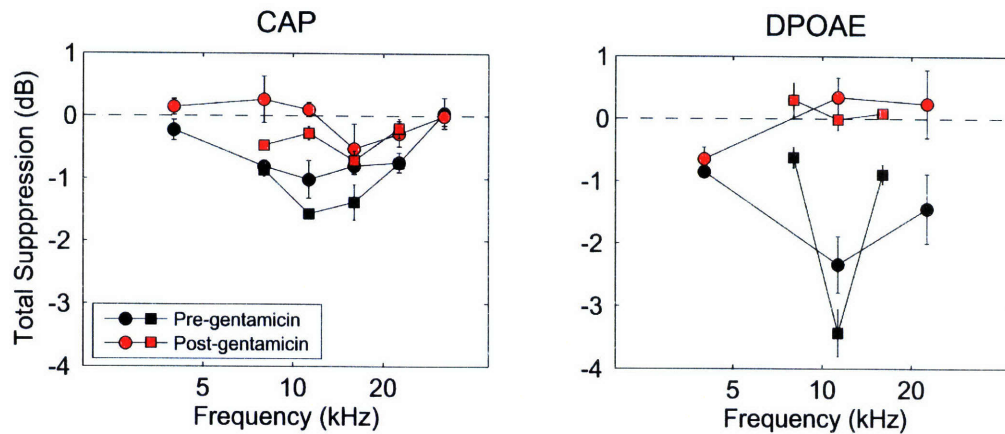 CAP
Total Supppression (dB)
1
0
-1
-2
-3
-4
Pre-gentamicin
Post-gentamicin
5
10
20
Frequency (kHz)
DPOAE
1
0
-1
-2
-3
-4
5
10
20
Frequency (kHz)